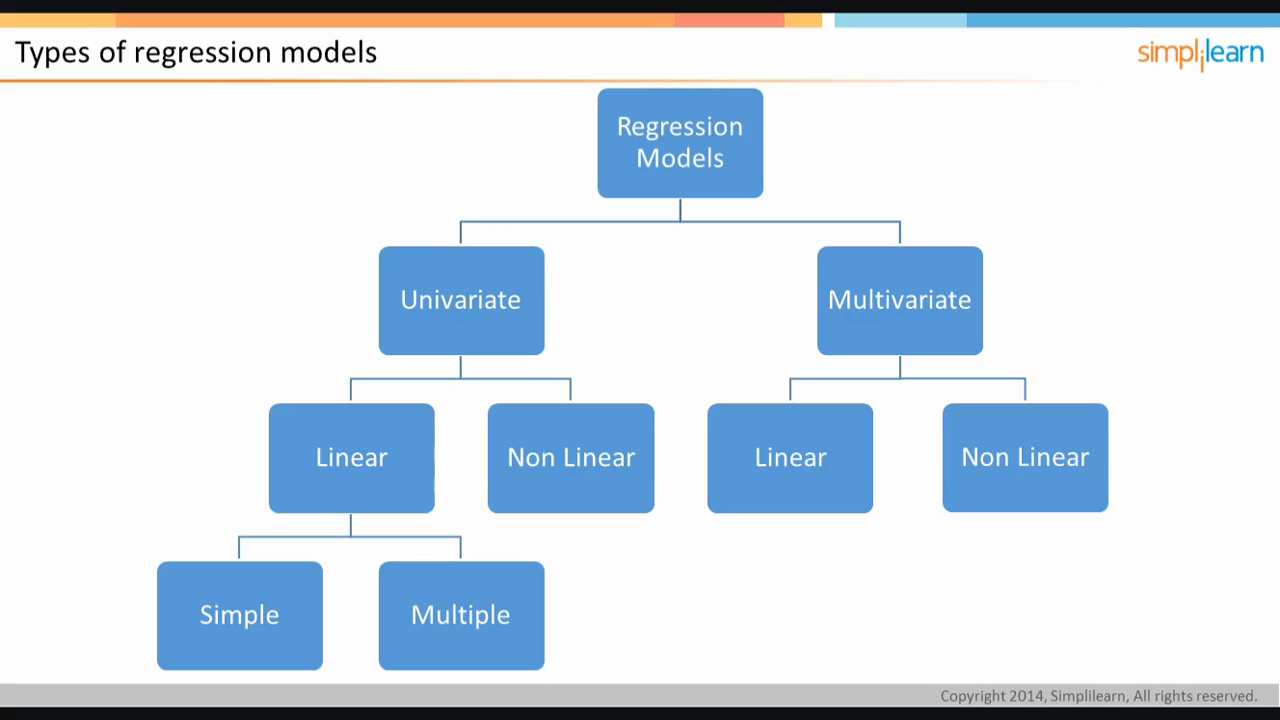 Types of regression models
simplilearn
Regression
Models
Univariate
Multivariate
Linear
Non Linear
Linear
Non Linear
Simple
Multiple
Copyright 2014, Simplilearn, All rights reserved.